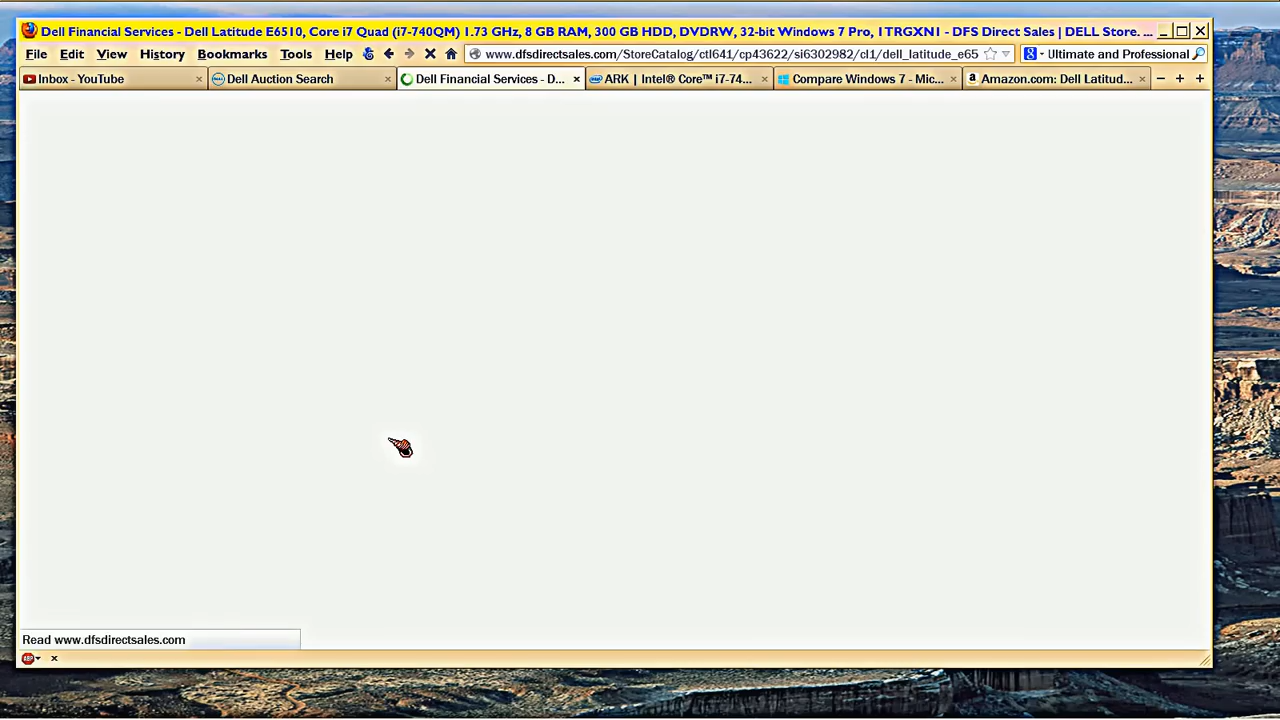 Dell Financial Services - Dell Latitude E6510, Core i7 Quad (i7-740QM) 1.73 GHz, 8 GB RAM, 300 GB HDD, DVDRW, 32-bit Windows 7 Pro, 1TRGXN1 - DFS Direct Sales | DELL Store. ...
File Edit View History Bookmarks Tools Help www.dfsdirectsales.com/StoreCatalog/ctl641/cp43622/si6302982/cl1/dell_latitude_e65 Ultimate and Professional
Inbox - YouTube Dell Auction Search Dell Financial Services - D... ARK | Intel® Core™ i7-74... Compare Windows 7 - Mic... Amazon.com: Dell Latitud...
Read www.dfsdirectsales.com
ABP